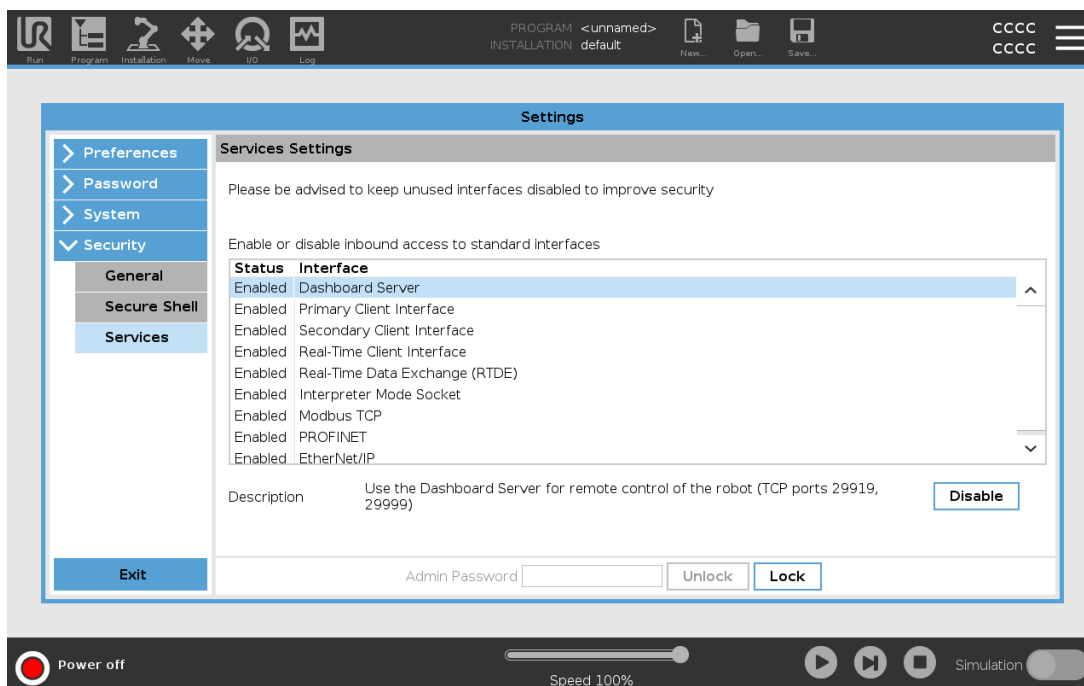 PROGRAM <unnamed>
INSTALLATION default
CCCC
CCCC
Run Program Installation Move I/O Log New... Open... Save...
Settings
Preferences
Password
System
Security
General
Secure Shell
Services
Exit
Services Settings
Please be advised to keep unused interfaces disabled to improve security
Enable or disable inbound access to standard interfaces
Status Interface
Enabled Dashboard Server
Enabled Primary Client Interface
Enabled Secondary Client Interface
Enabled Real-Time Client Interface
Enabled Real-Time Data Exchange (RTDE)
Enabled Interpreter Mode Socket
Enabled Modbus TCP
Enabled PROFINET
Enabled EtherNet/IP
Description Use the Dashboard Server for remote control of the robot (TCP ports 29919,
29999)
Disable
Admin Password Unlock Lock
Power off
Speed 100%
Simulation